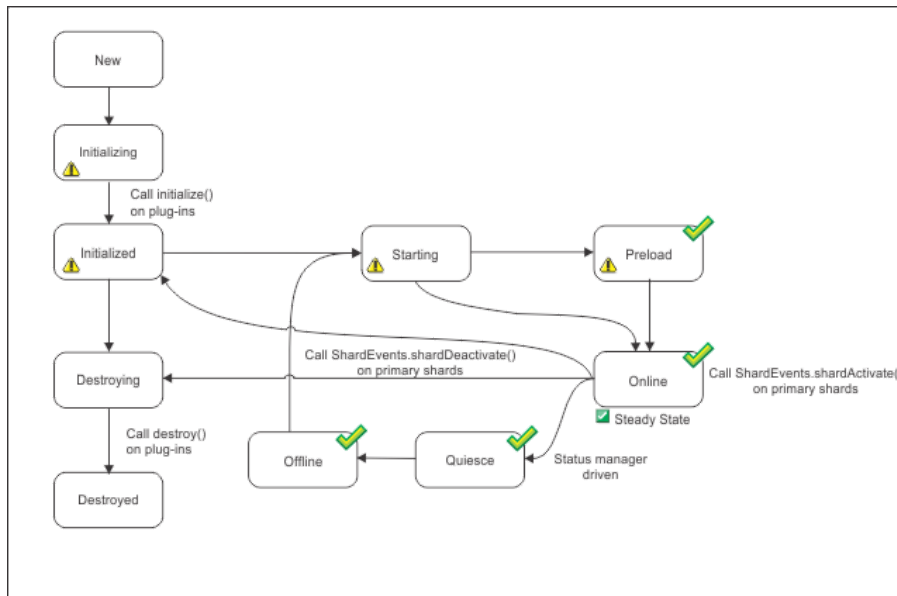 New
Initializing
Call initialize()
on plug-ins
Initialized
Starting
Preload
Call ShardEvents.shardDeactivate()
on primary shards
Destroying
Online
Call ShardEvents.shardActivate(
on primary shards
Steady State
Call destroy()
on plug-ins
Offline
Quiesce
Status manager
driven
Destroyed